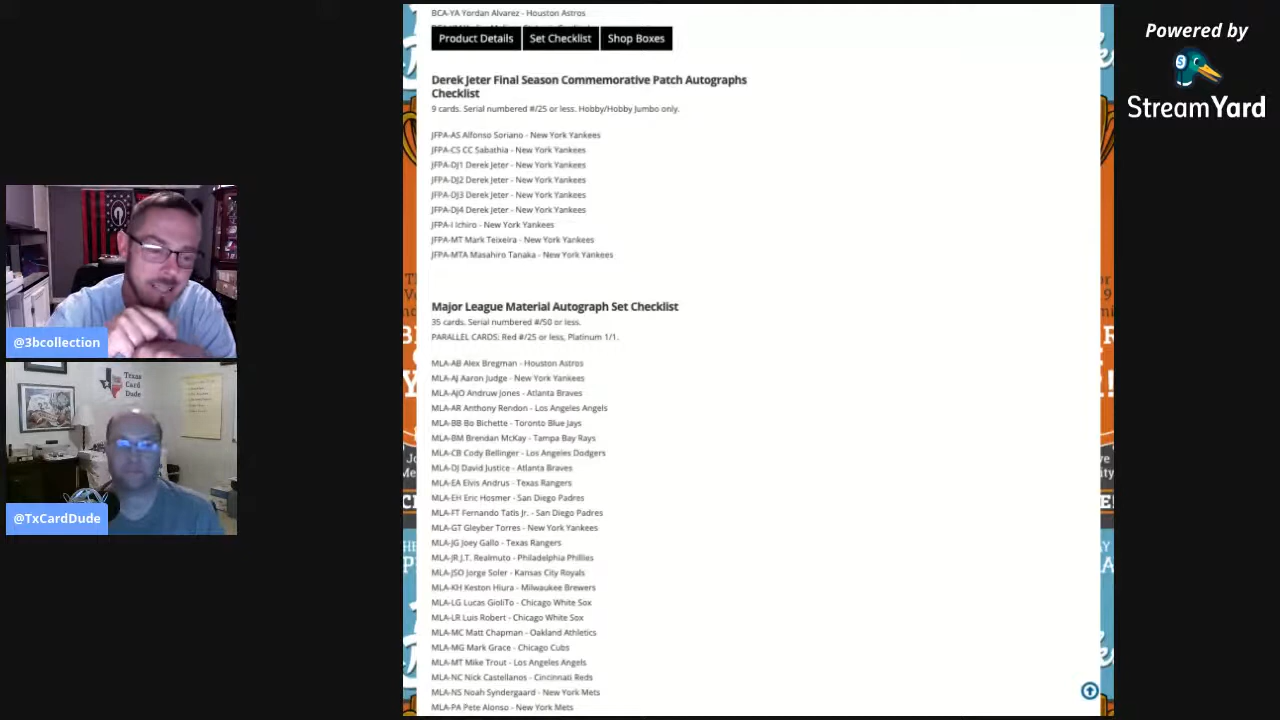 BCA-YA Yordan Alvarez - Houston Astros
Product Details
Set Checklist
Shop Boxes
Derek Jeter Final Season Commemorative Patch Autographs
Checklist
9 cards. Serial numbered #/25 or less. Hobby/Hobby Jumbo only.
JFPA-AS Alfonso Soriano - New York Yankees
JFPA-CS CC Sabathia - New York Yankees
JFPA-DJ1 Derek Jeter - New York Yankees
JFPA-DJ2 Derek Jeter - New York Yankees
JFPA-DJ3 Derek Jeter - New York Yankees
JFPA-DJ4 Derek Jeter - New York Yankees
JFPA-I Ichiro - New York Yankees
JFPA-MT Mark Teixeira - New York Yankees
JFPA-MTA Masahiro Tanaka - New York Yankees
Major League Material Autograph Set Checklist
35 cards. Serial numbered #/50 or less.
PARALLEL CARDS: Red #/25 or less, Platinum 1/1.
MLA-AB Alex Bregman - Houston Astros
MLA-AJ Aaron Judge - New York Yankees
MLA-AJO Andruw Jones - Atlanta Braves
MLA-AR Anthony Rendon - Los Angeles Angels
MLA-BB Bo Bichette - Toronto Blue Jays
MLA-BM Brendan McKay - Tampa Bay Rays
MLA-CB Cody Bellinger - Los Angeles Dodgers
MLA-DJ David Justice - Atlanta Braves
MLA-EA Elvis Andrus - Texas Rangers
MLA-EH Eric Hosmer - San Diego Padres
MLA-FT Fernando Tatis Jr. - San Diego Padres
MLA-GT Gleyber Torres - New York Yankees
MLA-JG Joey Gallo - Texas Rangers
MLA-JR J.T. Realmuto - Philadelphia Phillies
MLA-JSO Jorge Soler - Kansas City Royals
MLA-KH Keston Hiura - Milwaukee Brewers
MLA-LG Lucas GioliTo - Chicago White Sox
MLA-LR Luis Robert - Chicago White Sox
MLA-MC Matt Chapman - Oakland Athletics
MLA-MG Mark Grace - Chicago Cubs
MLA-MT Mike Trout - Los Angeles Angels
MLA-NC Nick Castellanos - Cincinnati Reds
MLA-NS Noah Syndergaard - New York Mets
MLA-PA Pete Alonso - New York Mets
@3bcollection
Texas
Card
Dude
@TxCardDude
Powered by
S
StreamYard